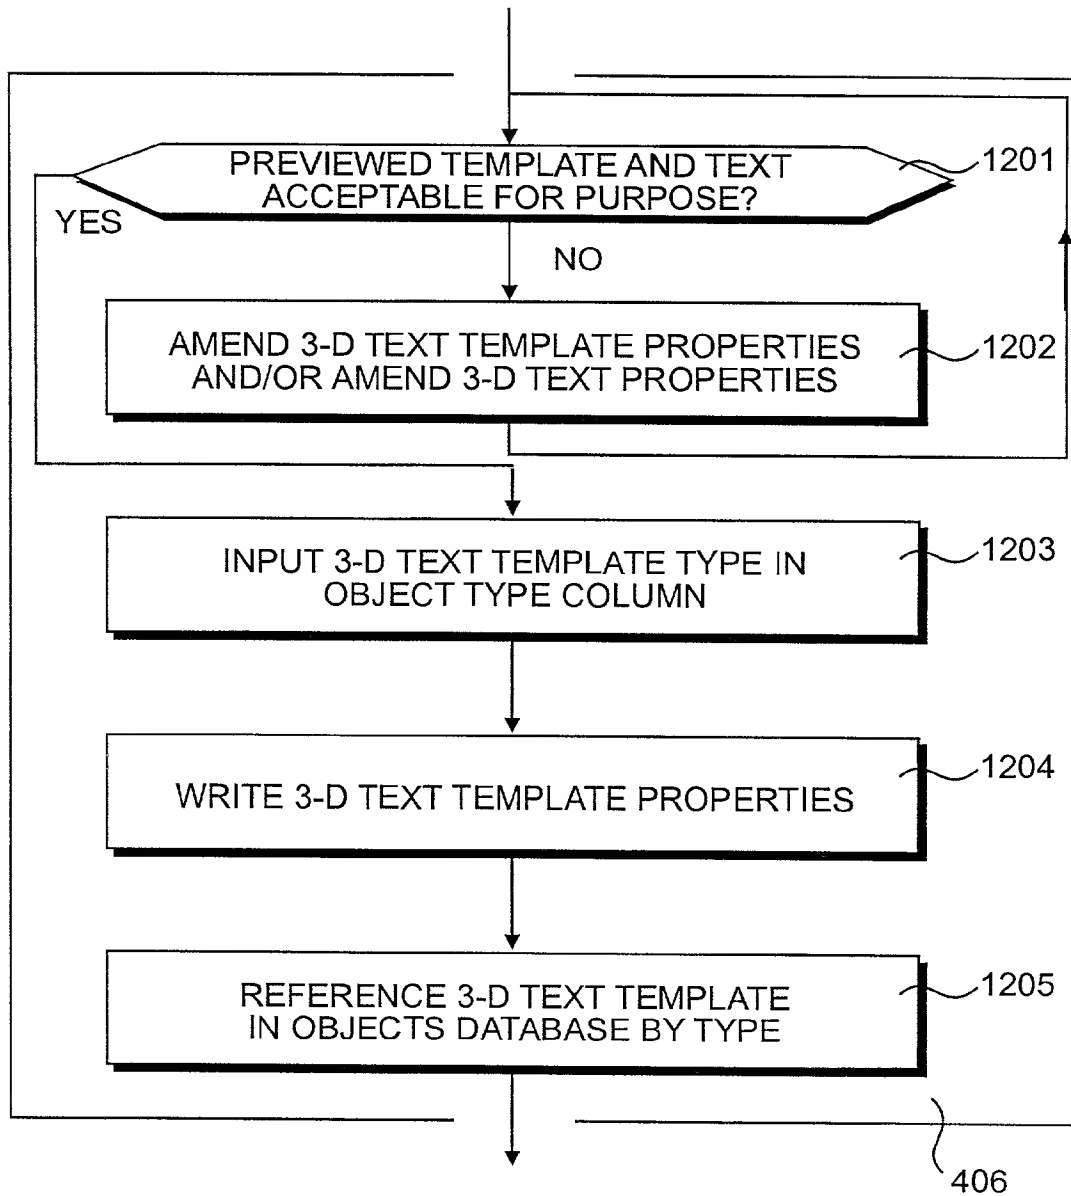 PREVIEWED TEMPLATE AND TEXT
ACCEPTABLE FOR PURPOSE?
1201
YES
NO
AMEND 3-D TEXT TEMPLATE PROPERTIES
AND/OR AMEND 3-D TEXT PROPERTIES
1202
INPUT 3-D TEXT TEMPLATE TYPE IN
OBJECT TYPE COLUMN
1203
WRITE 3-D TEXT TEMPLATE PROPERTIES
1204
REFERENCE 3-D TEXT TEMPLATE
IN OBJECTS DATABASE BY TYPE
1205
406